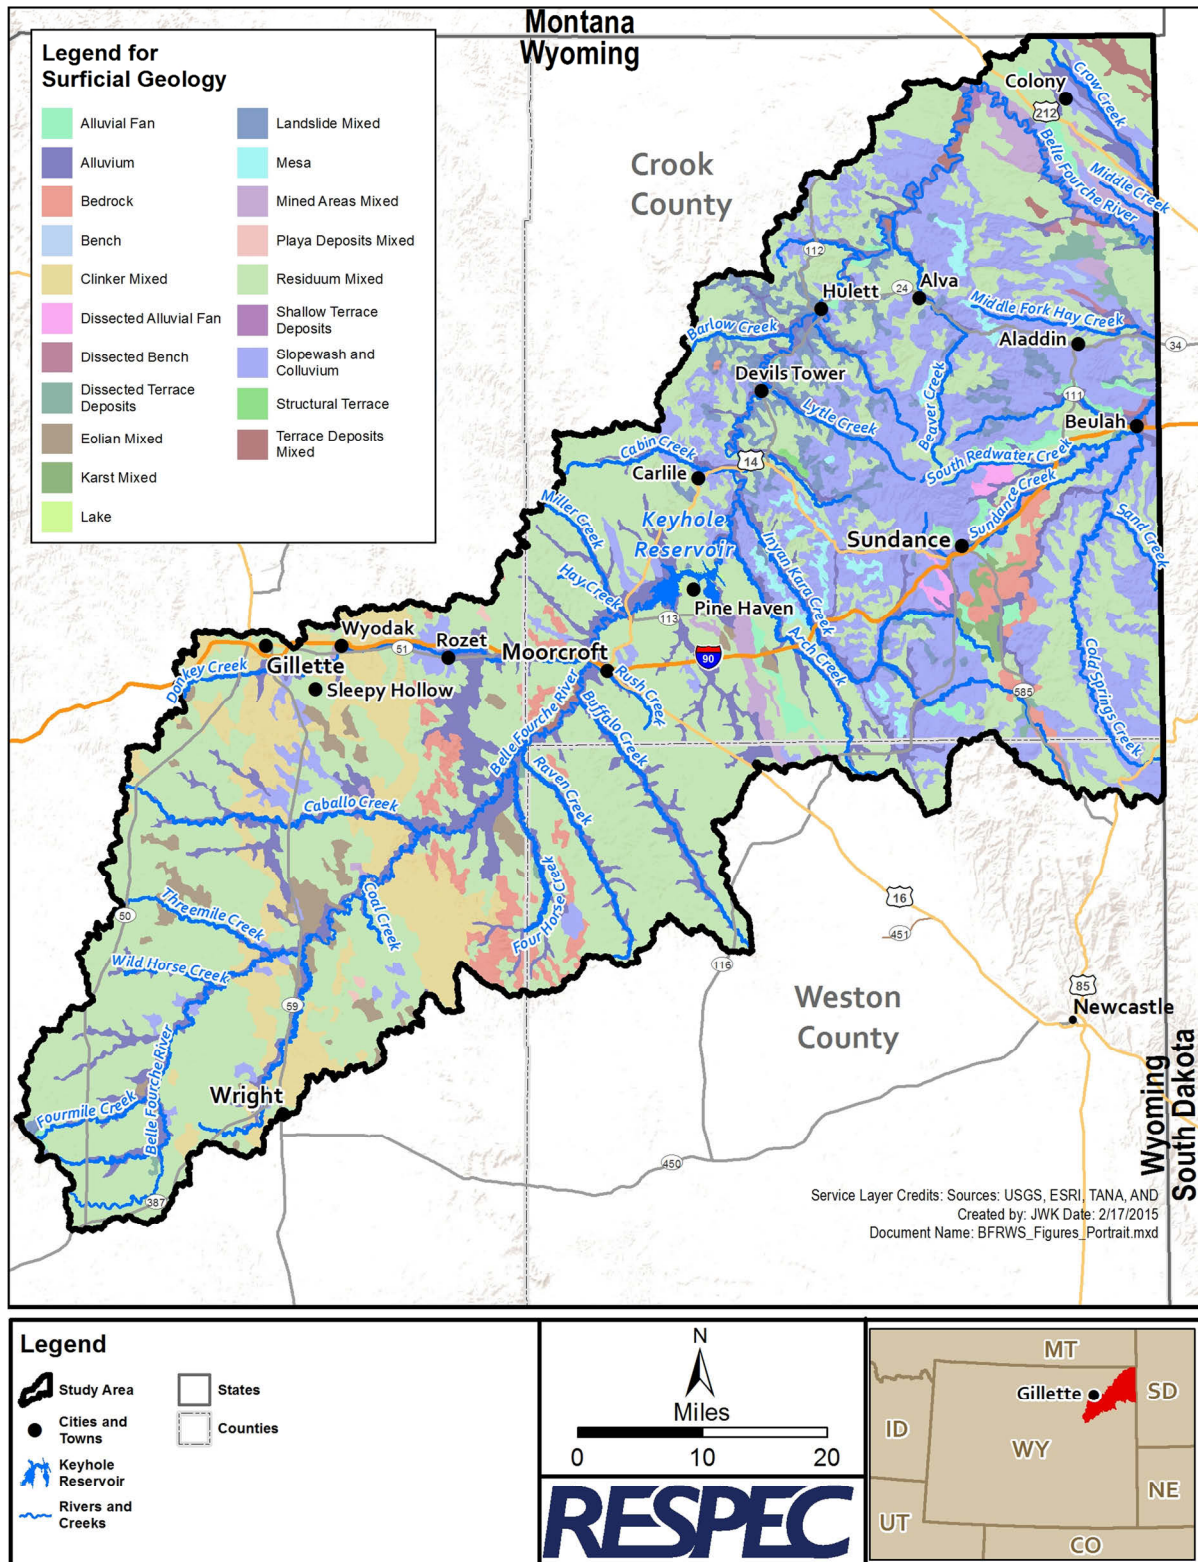 Montana
Wyoming
Legend for
Surficial Geology
Alluvial Fan
Alluvium
Bedrock
Bench
Clinker Mixed
Dissected Alluvial Fan
Dissected Bench
Dissected Terrace
Deposits
Eolian Mixed
Karst Mixed
Lake
Landslide Mixed
Mesa
Mined Areas Mixed
Playa Deposits Mixed
Residuum Mixed
Shallow Terrace
Deposits
Slopewash and
Colluvium
Structural Terrace
Terrace Deposits
Mixed
Colony
Crow Creek
212
Belle Fourche River
Middle Creek
Crook
County
112
Hulett
24
Alva
Middle Fork Hay Creek
Aladdin
34
Barlow Creek
Devils Tower
Lytle Creek
Beaver Creek
111
Beulah
Cabin Creek
14
Carlile
South Redwater Creek
Sundance Creek
Sand Creek
Miller Creek
Keyhole
Reservoir
Inyan Kara Creek
Sundance
Hay Creek
Pine Haven
113
Arch Creek
Cold Springs Creek
Wyodak
51
Rozet
Moorcroft
90
Gillette
Donkey Creek
Sleepy Hollow
Rush Creek
585
Belle Fourche River
Buffalo Creek
Raven Creek
Caballo Creek
Coal Creek
Four Horse Creek
Threemile Creek
50
16
451
Wild Horse Creek
116
59
Weston
County
85
Newcastle
Belle Fourche River
Fourmile Creek
Wright
450
387
Wyoming
South Dakota
Service Layer Credits: Sources: USGS, ESRI, TANA, AND
Created by: JWK Date: 2/17/2015
Document Name: BFRWS_Figures_Portrait.mxd
Legend
Study Area
Cities and
Towns
Keyhole
Reservoir
Rivers and
Creeks
States
Counties
N
Miles
0 10 20
RESPEC
MT
Gillette
SD
ID
WY
NE
UT
CO